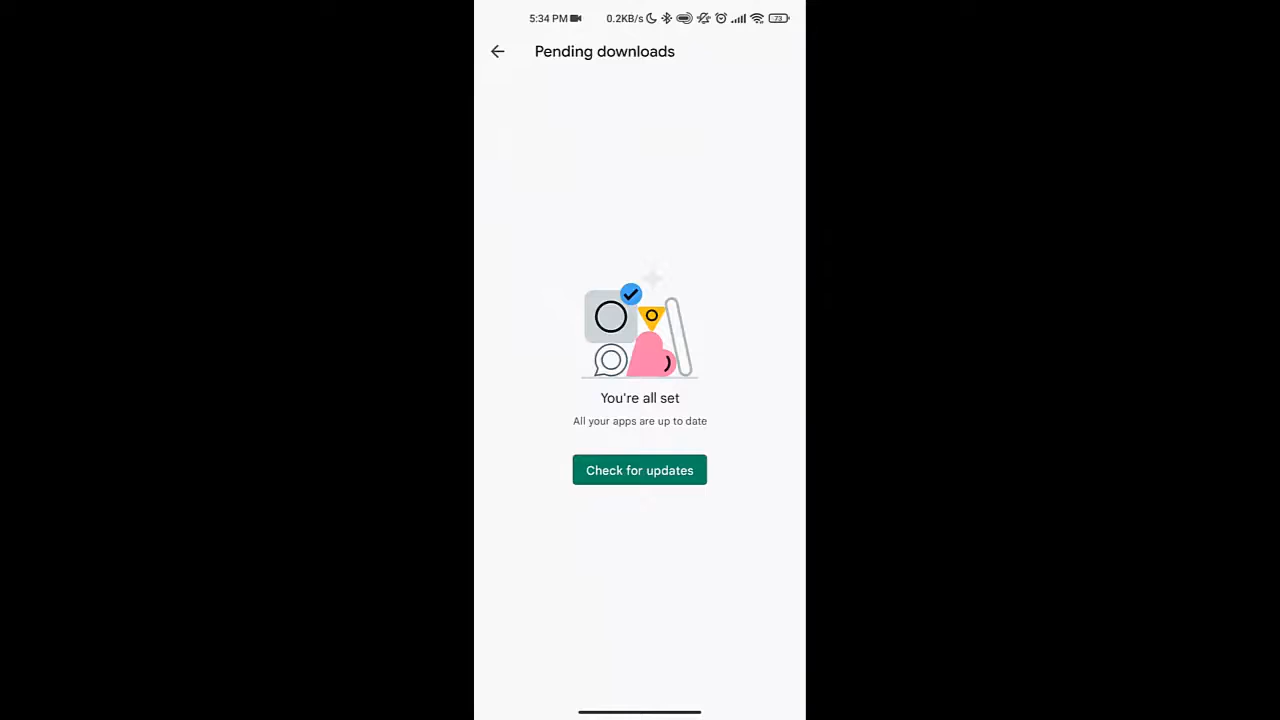 5:34 PM 0.2KB/s 73
Pending downloads
You're all set
All your apps are up to date
Check for updates